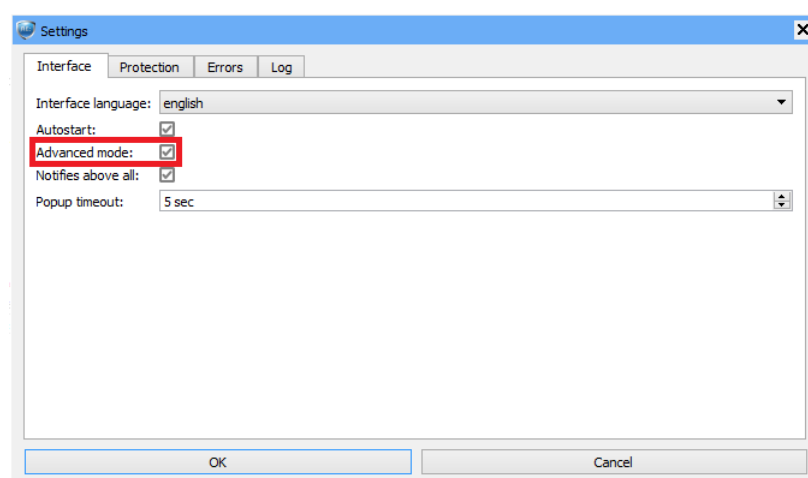 Settings
Interface Protection Errors Log
Interface language: english
Autostart:
Advanced mode:
Notifies above all:
Popup timeout: 5 sec
OK Cancel